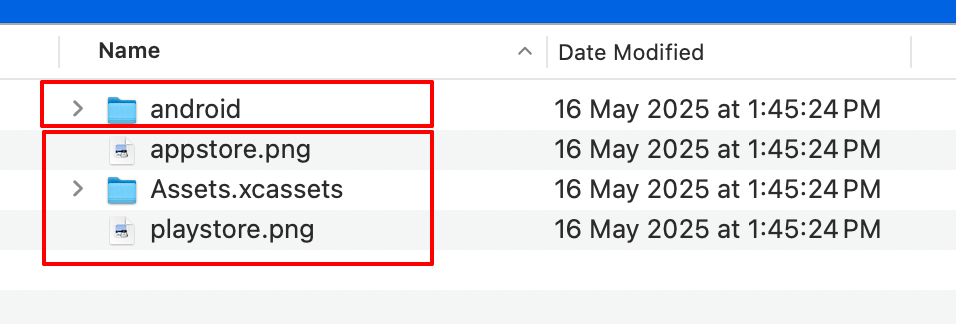 Name Date Modified
android 16 May 2025 at 1:45:24 PM
appstore.png 16 May 2025 at 1:45:24 PM
Assets.xcassets 16 May 2025 at 1:45:24 PM
playstore.png 16 May 2025 at 1:45:24 PM